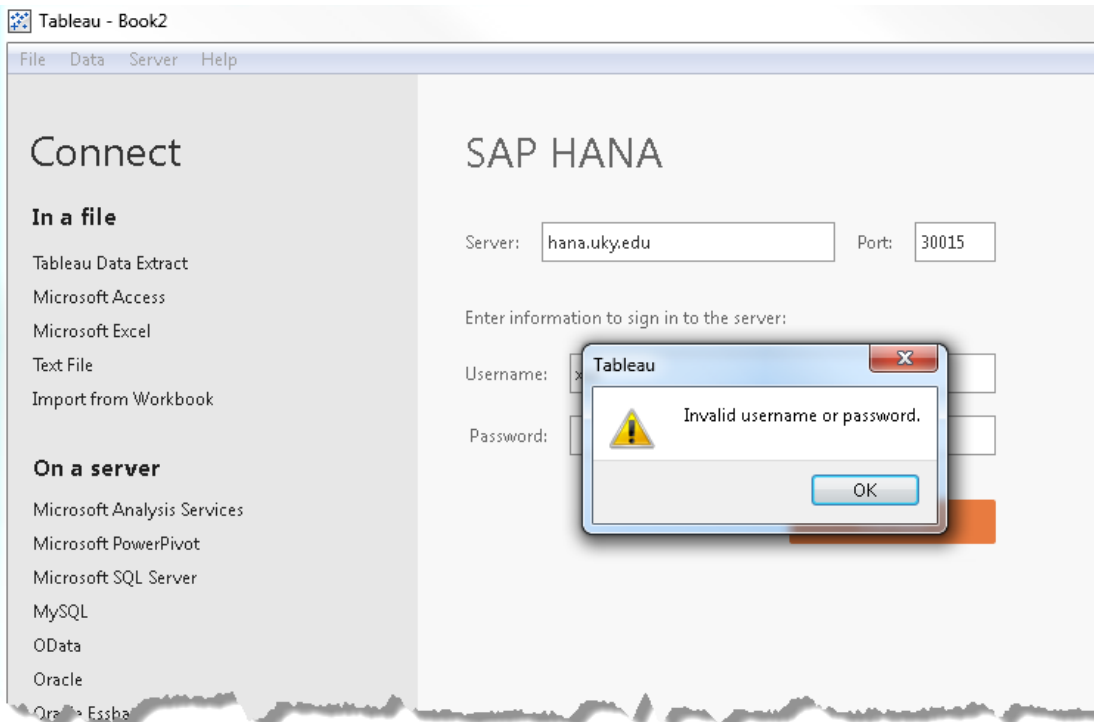 Tableau - Book2
File Data Server Help
Connect
In a file
Tableau Data Extract
Microsoft Access
Microsoft Excel
Text File
Import from Workbook
On a server
Microsoft Analysis Services
Microsoft PowerPivot
Microsoft SQL Server
MySQL
OData
Oracle
SAP HANA
Server: hana.uky.edu Port: 30015
Enter information to sign in to the server:
Username: x
Password:
Tableau
Invalid username or password.
OK